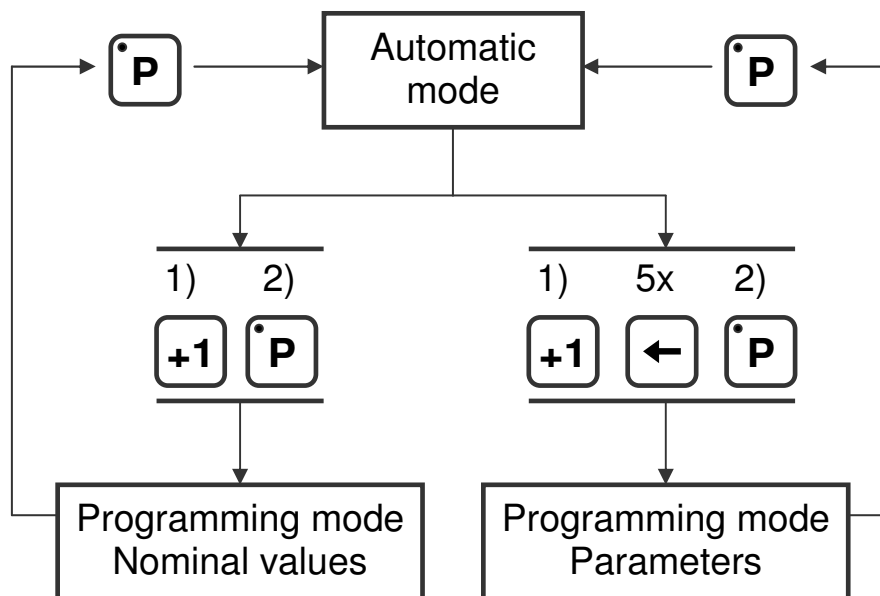 P Automatic mode P
1) 2) 1) 5x 2)
+1 P +1 ← P
Programming mode Nominal values
Programming mode Parameters